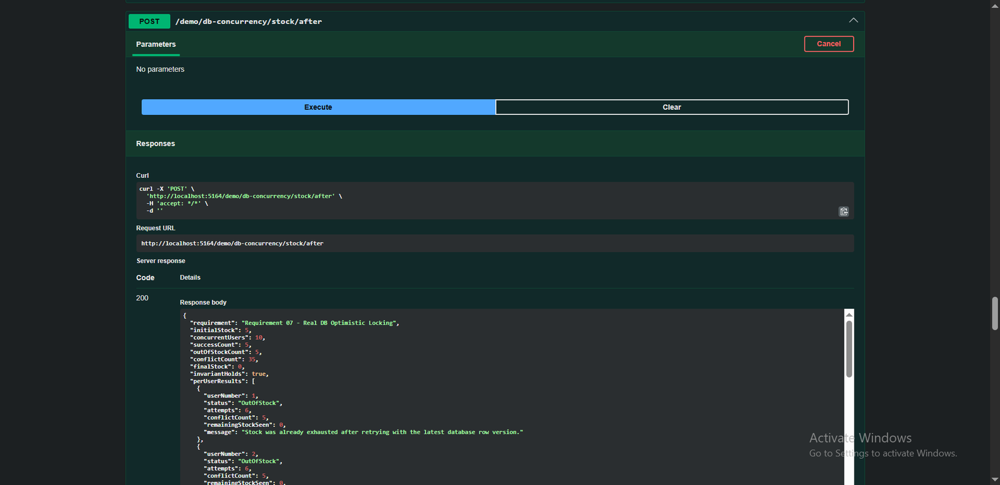 POST /demo/db-concurrency/stock/after
Parameters
Cancel
No parameters
Execute
Clear
Responses
Curl
curl -X 'POST' \
'http://localhost:5164/demo/db-concurrency/stock/after' \
-H 'accept: */*' \
-d ''
Request URL
http://localhost:5164/demo/db-concurrency/stock/after
Server response
Code Details
200
Response body
{
"requirement": "Requirement 07 - Real DB Optimistic Locking",
"initialStock": 5,
"concurrentUsers": 10,
"successCount": 5,
"outOfStockCount": 5,
"conflictCount": 35,
"finalStock": 0,
"invariantHolds": true,
"perUserResults": [
{
"userNumber": 1,
"status": "OutOfStock",
"attempts": 6,
"conflictCount": 5,
"remainingStockSeen": 0,
"message": "Stock was already exhausted after retrying with the latest database row version."
},
{
"userNumber": 2,
"status": "OutOfStock",
"attempts": 6,
"conflictCount": 5,
"remainingStockSeen": 0,
Activate Windows
Go to Settings to activate Windows.